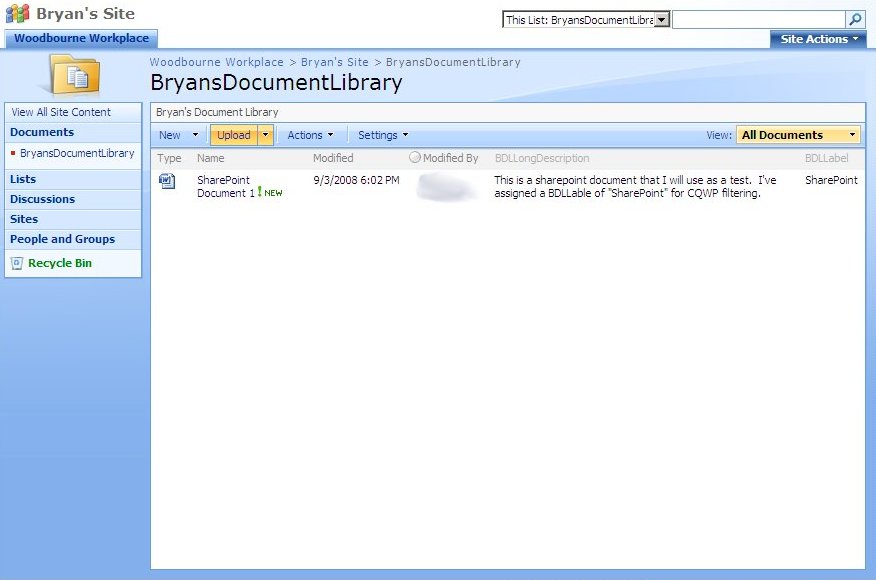 Bryan's Site
This List: BryansDocumentLibra
Woodbourne Workplace
Site Actions
Woodbourne Workplace > Bryan's Site > BryansDocumentLibrary
BryansDocumentLibrary
View All Site Content
Documents
BryansDocumentLibrary
Lists
Discussions
Sites
People and Groups
Recycle Bin
Bryan's Document Library
New Upload Actions Settings View: All Documents
Type Name Modified Modified By BDLLongDescription BDLLabel
SharePoint 9/3/2008 6:02 PM This is a sharepoint document that I will use as a test. I've SharePoint
Document 1 ! NEW assigned a BDLLable of "SharePoint" for CQWP filtering.